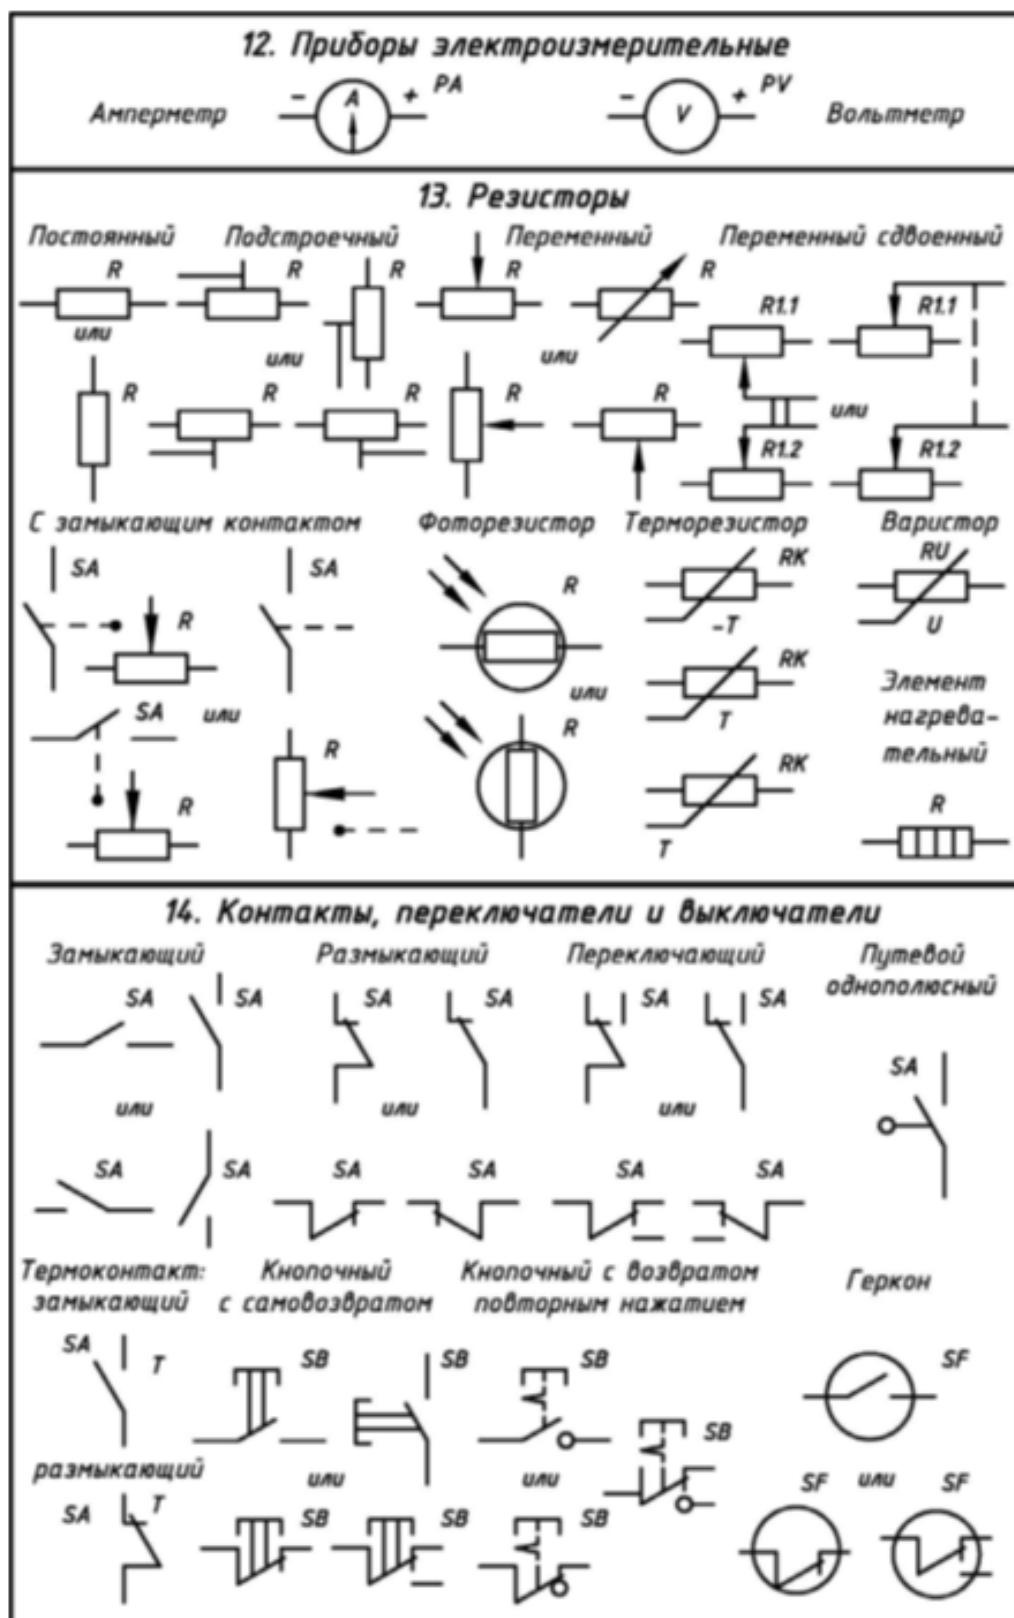 12. Приборы электроизмерительные
Амперметр - A + PA - V + PV Вольтметр
13. Резисторы
Постоянный Подстроечный Переменный Переменный сдвоенный
R R R R R R1.1 R1.1
или или или или
R R R R R R1.2 R1.2
С замыкающим контактом Фоторезистор Терморезистор Варистор
SA SA R RK RU
R -T U
или RK Элемент
SA или R R T нагрева-
R RK тельный
T R
14. Контакты, переключатели и выключатели
Замыкающий Размыкающий Переключающий Путевой
однополюсный
SA SA SA SA SA SA
SA
или или или
SA SA SA SA SA SA
Термоконтакт: Кнопочный Кнопочный с возвратом Геркон
замыкающий с самовозвратом повторным нажатием
SA T SB SB SB SF
SB
размыкающий или или или
SA T SB SB SB SF SF